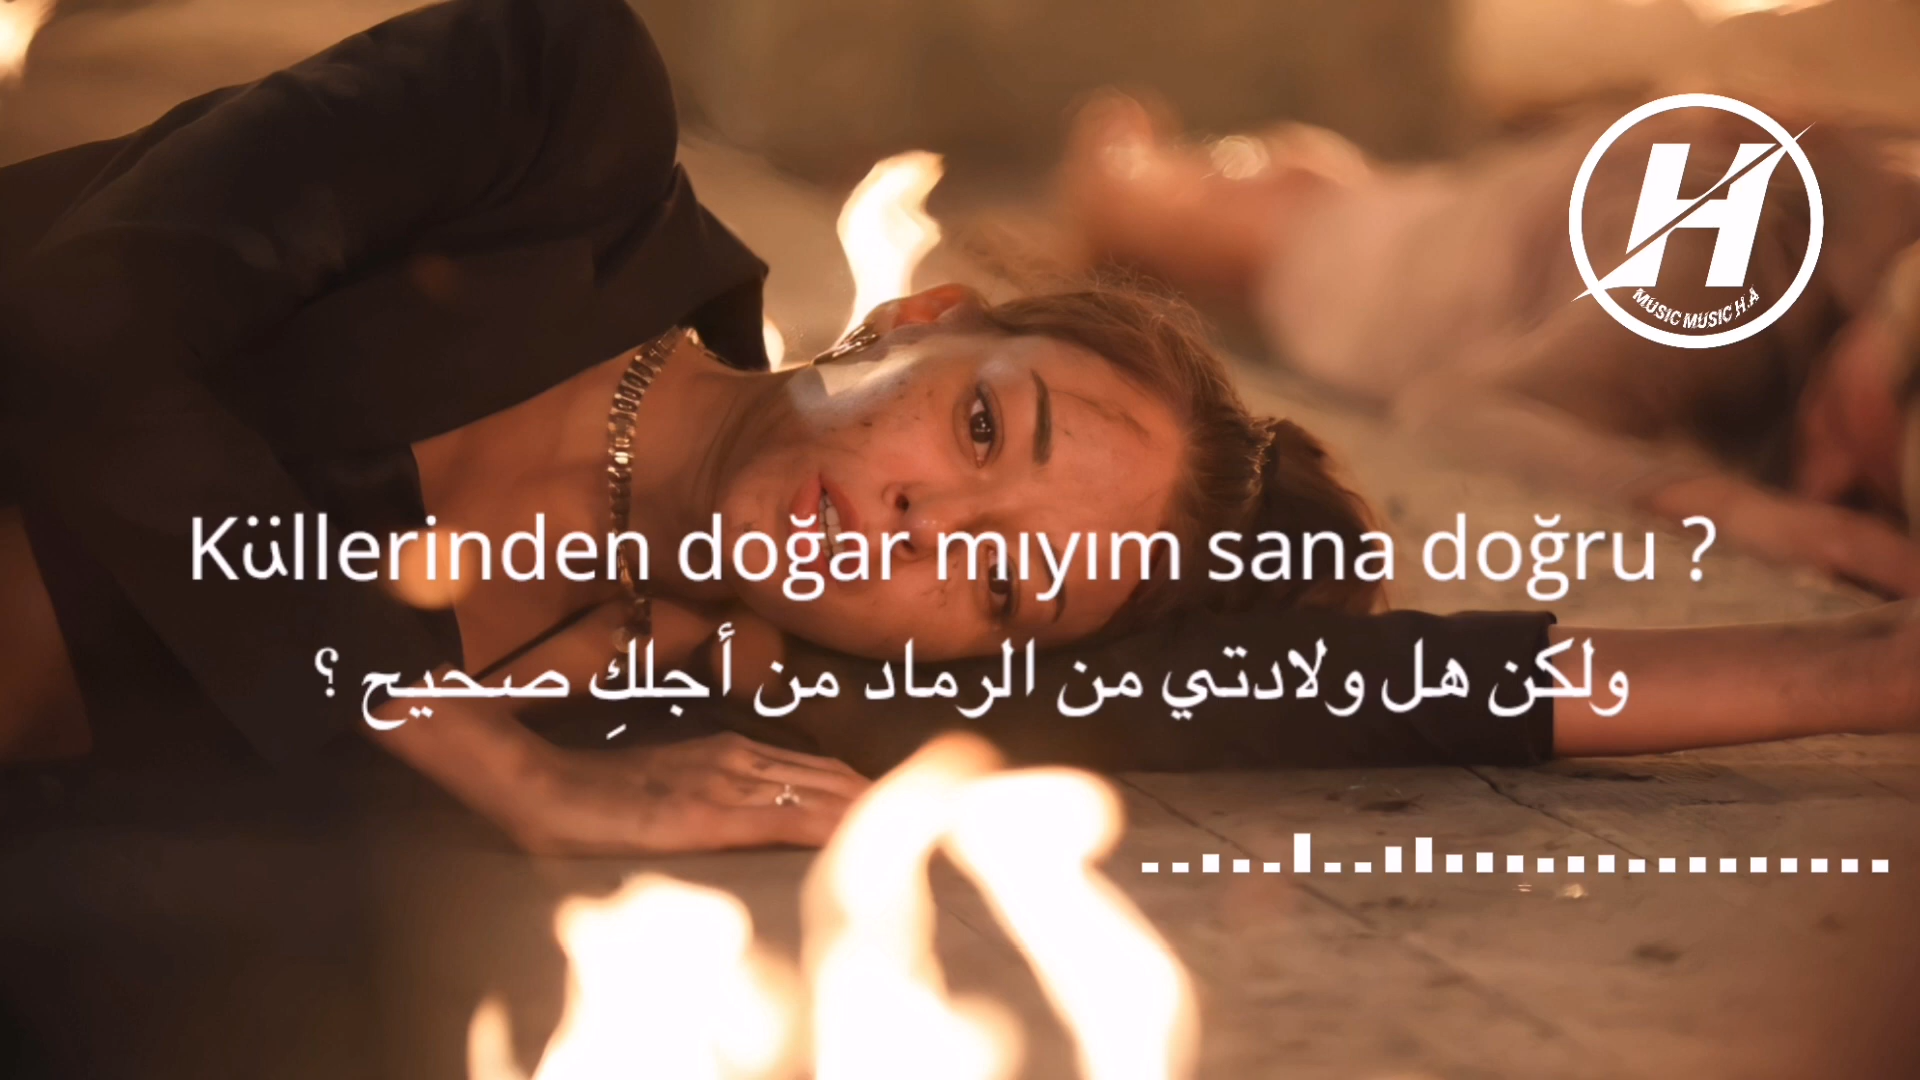 MUSIC MUSIC H.A
Küllerinden doğar mıyım sana doğru ?
ولكن هل ولادتي من الرماد من أجلكِ صحيح ؟